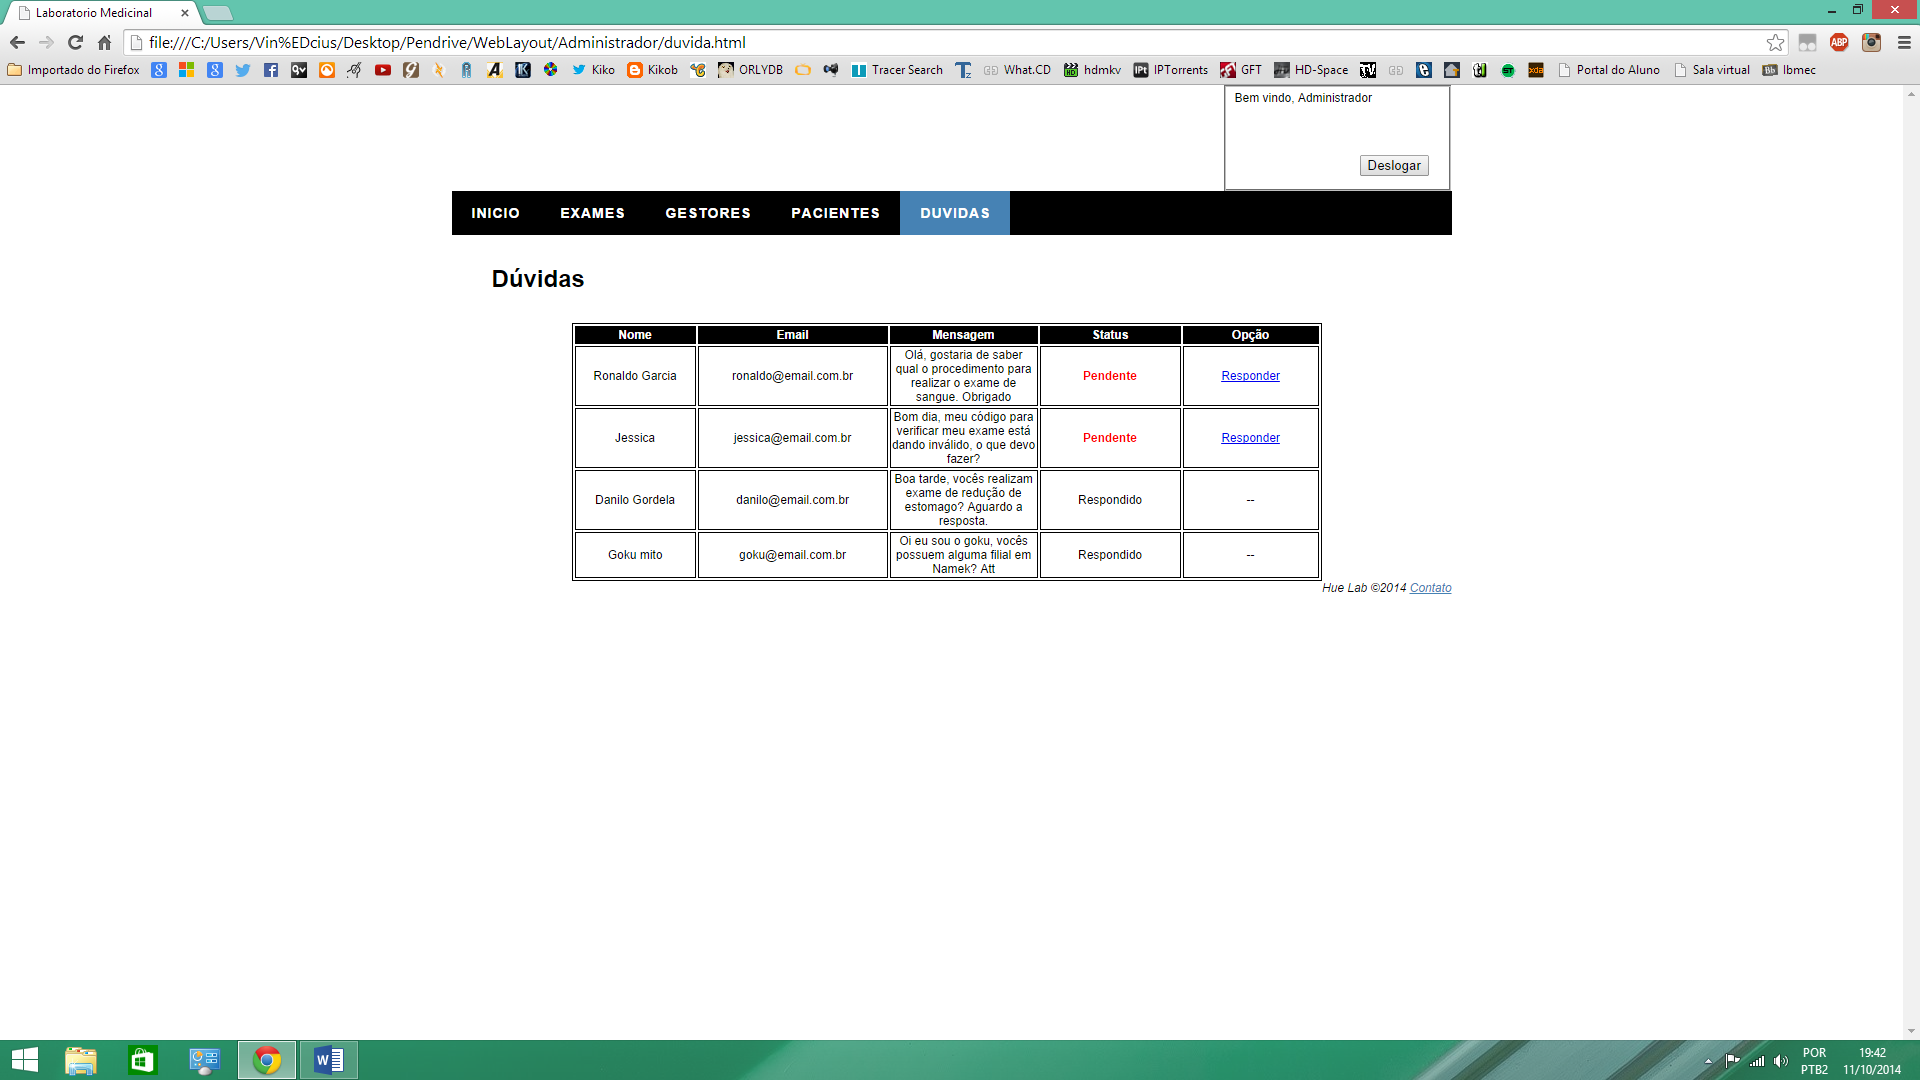 Laboratorio Medicinal
file:///C:/Users/Vin%EDcius/Desktop/Pendrive/WebLayout/Administrador/duvida.html
Importado do Firefox Kiko Kikob ORLYDB Tracer Search What.CD hdmkv IPTorrents GFT HD-Space Portal do Aluno Sala virtual Ibmec
Bem vindo, Administrador
Deslogar
INICIO EXAMES GESTORES PACIENTES DUVIDAS
Dúvidas
Nome Email Mensagem Status Opção
Ronaldo Garcia ronaldo@email.com.br Olá, gostaria de saber
qual o procedimento para
realizar o exame de
sangue. Obrigado
Pendente Responder
Jessica jessica@email.com.br Bom dia, meu código para
verificar meu exame está
dando inválido, o que devo
fazer?
Pendente Responder
Danilo Gordela danilo@email.com.br Boa tarde, vocês realizam
exame de redução de
estomago? Aguardo a
resposta.
Respondido --
Goku mito goku@email.com.br Oi eu sou o goku, vocês
possuem alguma filial em
Namek? Att
Respondido --
Hue Lab ©2014 Contato
POR 19:42
PTB2 11/10/2014